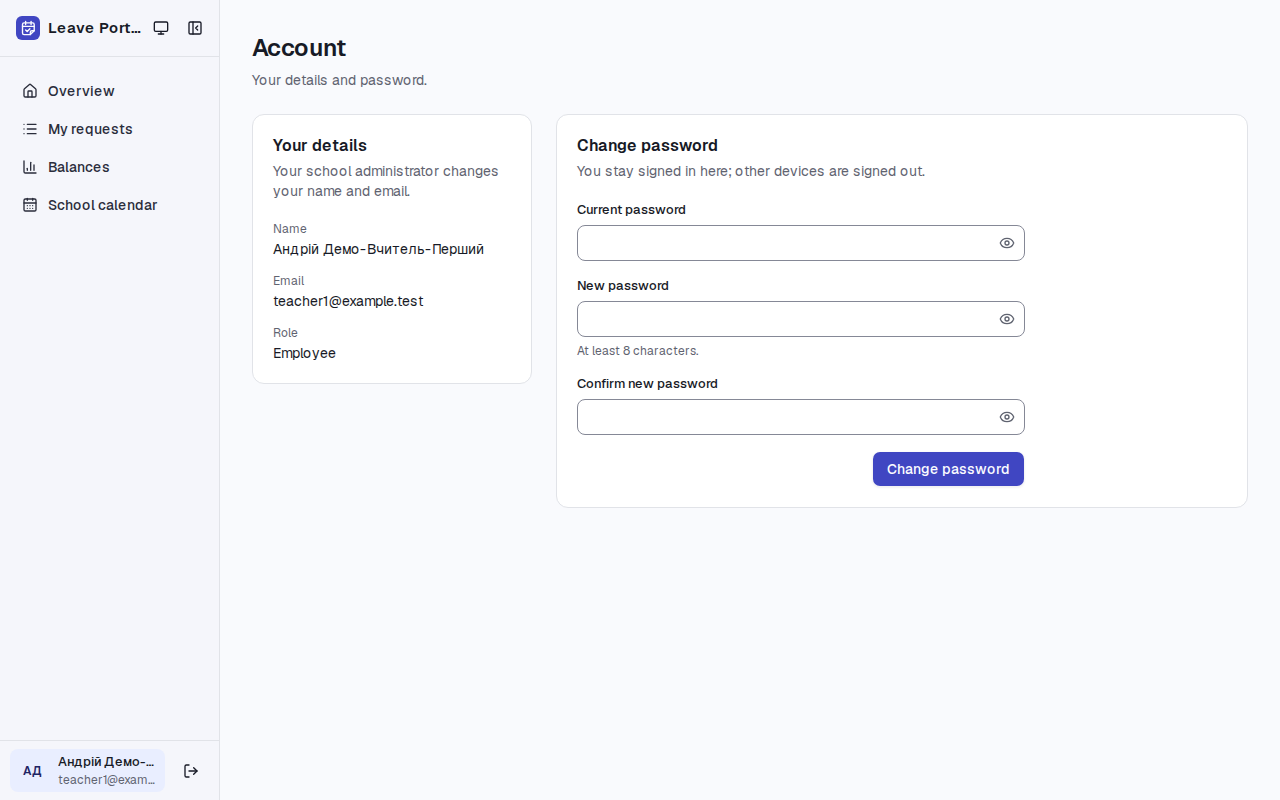 Leave Port…
Overview
My requests
Balances
School calendar
АД
Андрій Демо-…
teacher1@exam…
Account
Your details and password.
Your details
Your school administrator changes
your name and email.
Name
Андрій Демо-Вчитель-Перший
Email
teacher1@example.test
Role
Employee
Change password
You stay signed in here; other devices are signed out.
Current password
New password
At least 8 characters.
Confirm new password
Change password